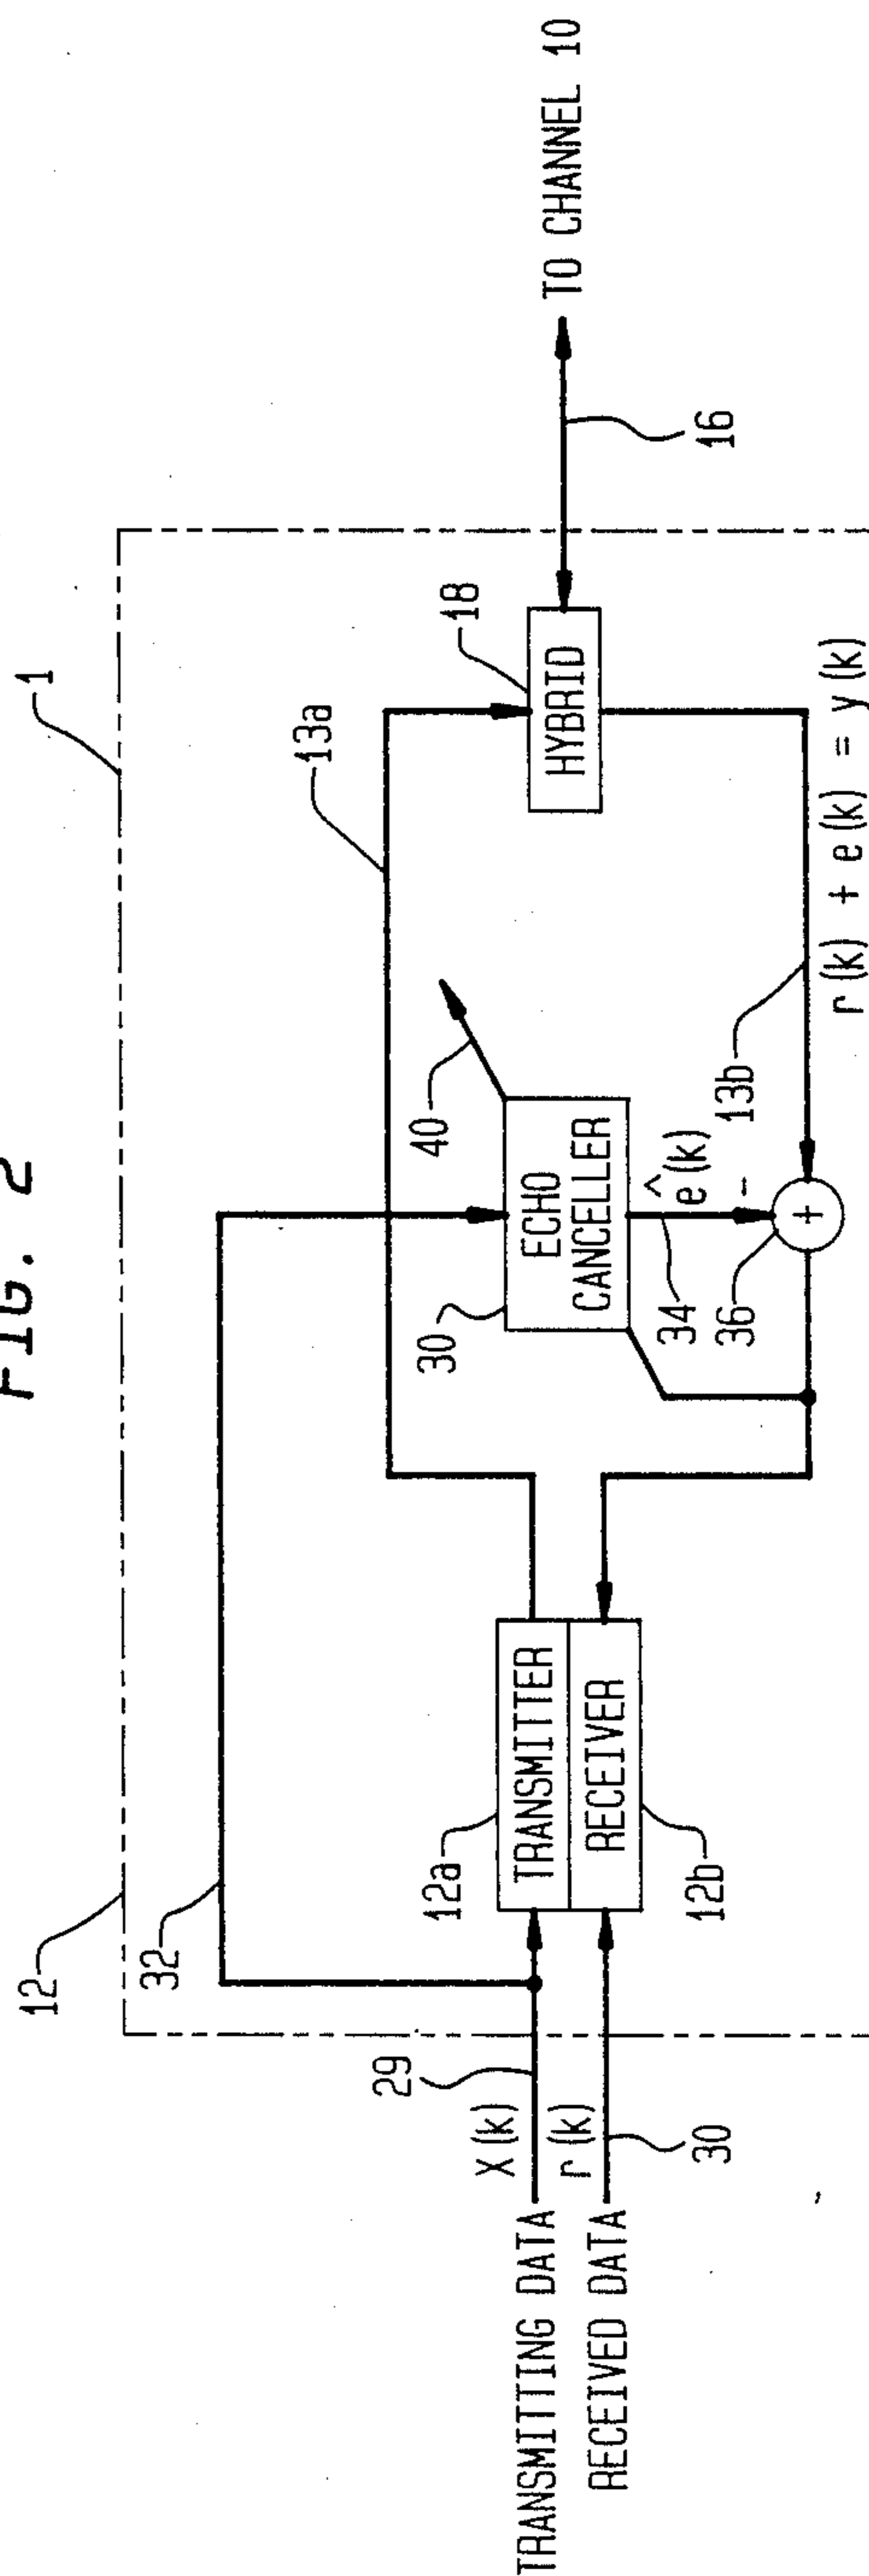 FIG. 2
12
1
32
13a
18
HYBRID
16
TO CHANNEL 10
40
30
ECHO
CANCELLER
34
ê(k)
-
36
+
13b
r(k) + e(k) = y(k)
12a
TRANSMITTER
RECEIVER
12b
29
X(k)
r(k)
30
TRANSMITTING DATA
RECEIVED DATA